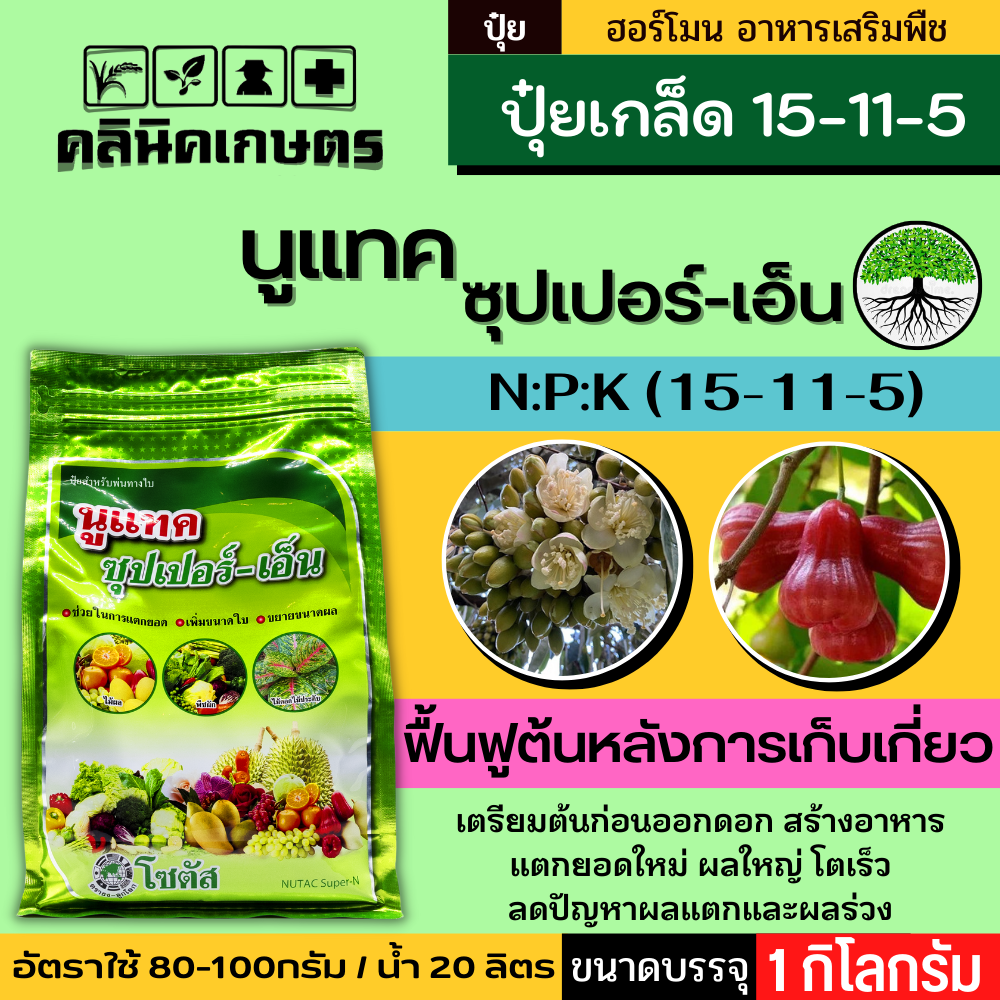 ปุ๋ย
ฮอร์โมน อาหารเสริมพืช
ปุ๋ยเกล็ด 15-11-5
คลินิคเกษตร
นูแทค
ซุปเปอร์-เอ็น
N:P:K (15-11-5)
ปุ๋ยสำหรับพ่นทางใบ
นูแทค
ซุปเปอร์-เอ็น
ช่วยในการแตกยอด เพิ่มขนาดใบ ขยายขนาดผล
ไม้ผล
พืชผัก
ไม้ดอกไม้ประดับ
โซตัส
NUTAC Super-N
ฟื้นฟูต้นหลังการเก็บเกี่ยว
เตรียมต้นก่อนออกดอก สร้างอาหาร
แตกยอดใหม่ ผลใหญ่ โตเร็ว
ลดปัญหาผลแตกและผลร่วง
อัตราใช้ 80-100กรัม / น้ำ 20 ลิตร
ขนาดบรรจุ
1 กิโลกรัม